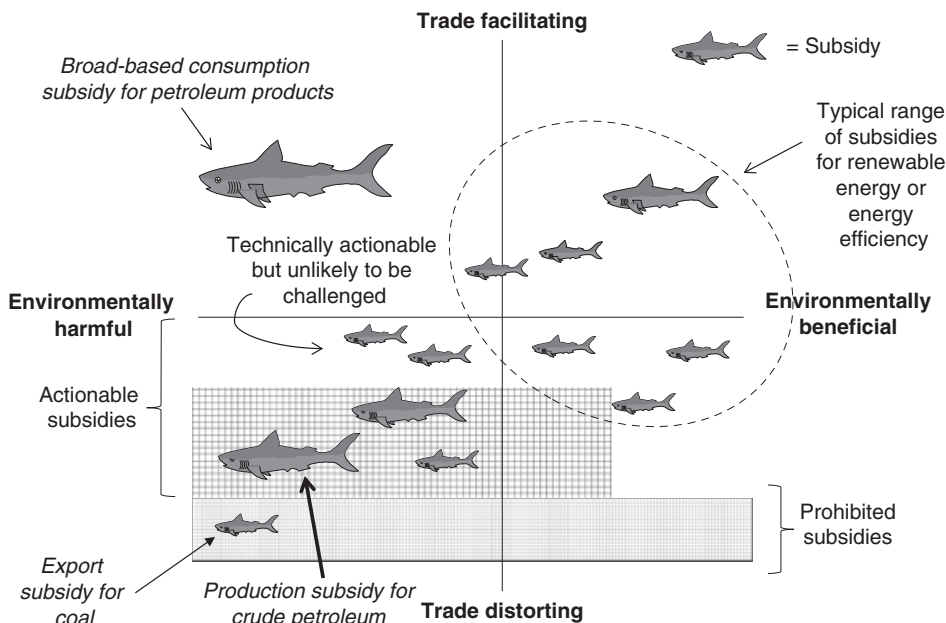 Trade facilitating
= Subsidy
Broad-based consumption
subsidy for petroleum products
Typical range
of subsidies
for renewable
energy or
energy
efficiency
Technically actionable
but unlikely to be
challenged
Environmentally
harmful
Environmentally
beneficial
Actionable
subsidies
Prohibited
subsidies
Export
subsidy for
coal
Production subsidy for
crude petroleum
Trade distorting